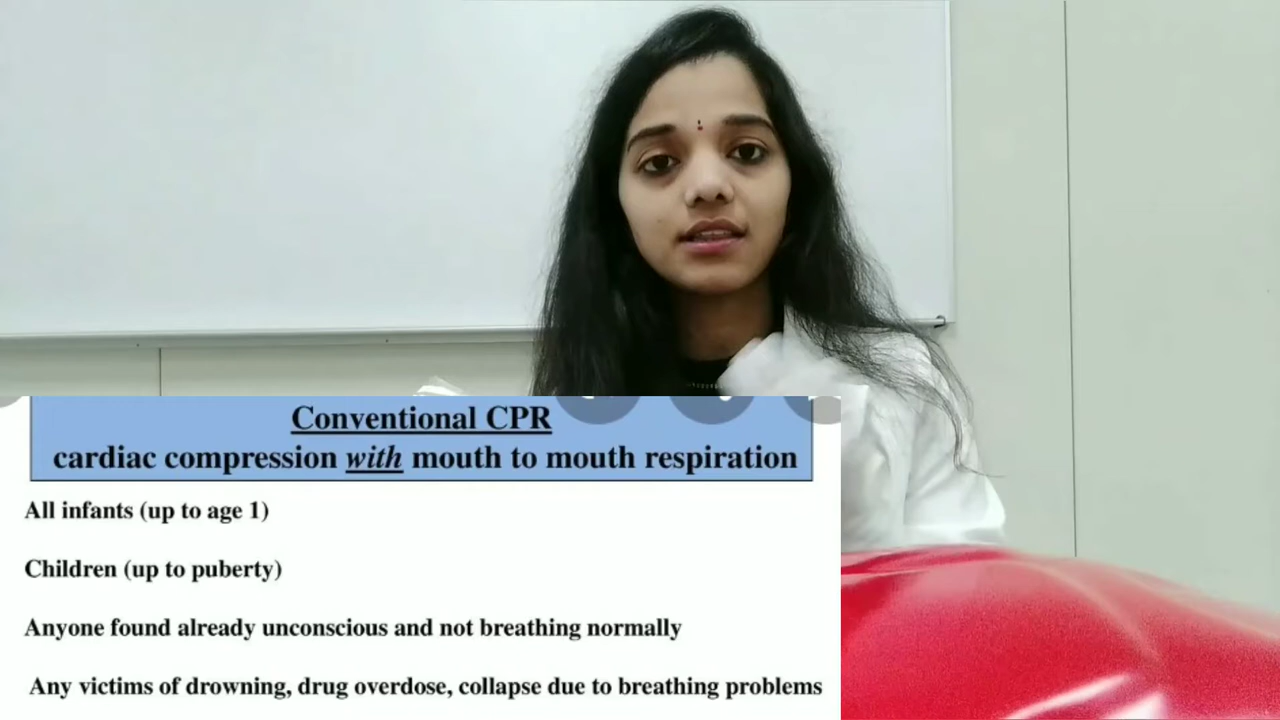 Conventional CPR
cardiac compression with mouth to mouth respiration
All infants (up to age 1)
Children (up to puberty)
Anyone found already unconscious and not breathing normally
Any victims of drowning, drug overdose, collapse due to breathing problems